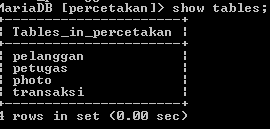 MariaDB [percetakan]> show tables;
+----------------------+
| Tables_in_percetakan |
+----------------------+
| pelanggan            |
| petugas              |
| photo                |
| transaksi            |
+----------------------+
4 rows in set (0.00 sec)